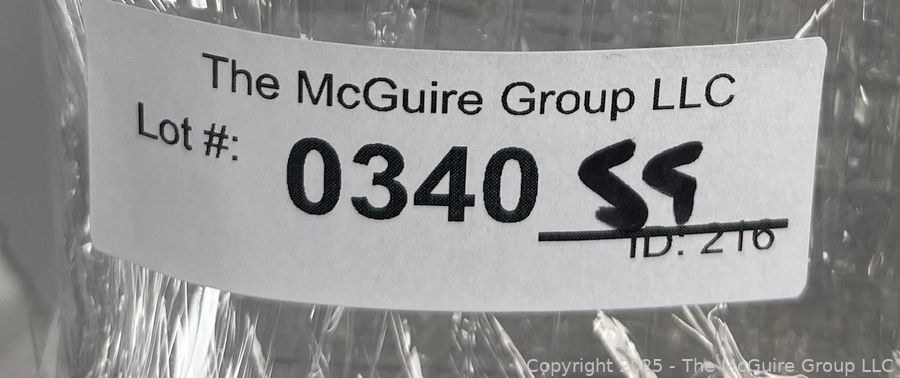 The McGuire Group LLC
Lot #: 0340 SS
ID: 216
Copyright 2025 - The McGuire Group LLC